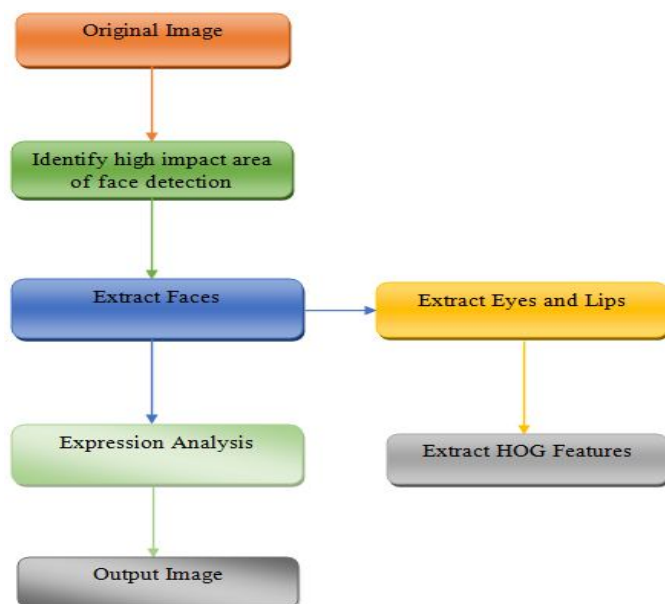 Original Image
Identify high impact area
of face detection
Extract Faces
Extract Eyes and Lips
Expression Analysis
Extract HOG Features
Output Image